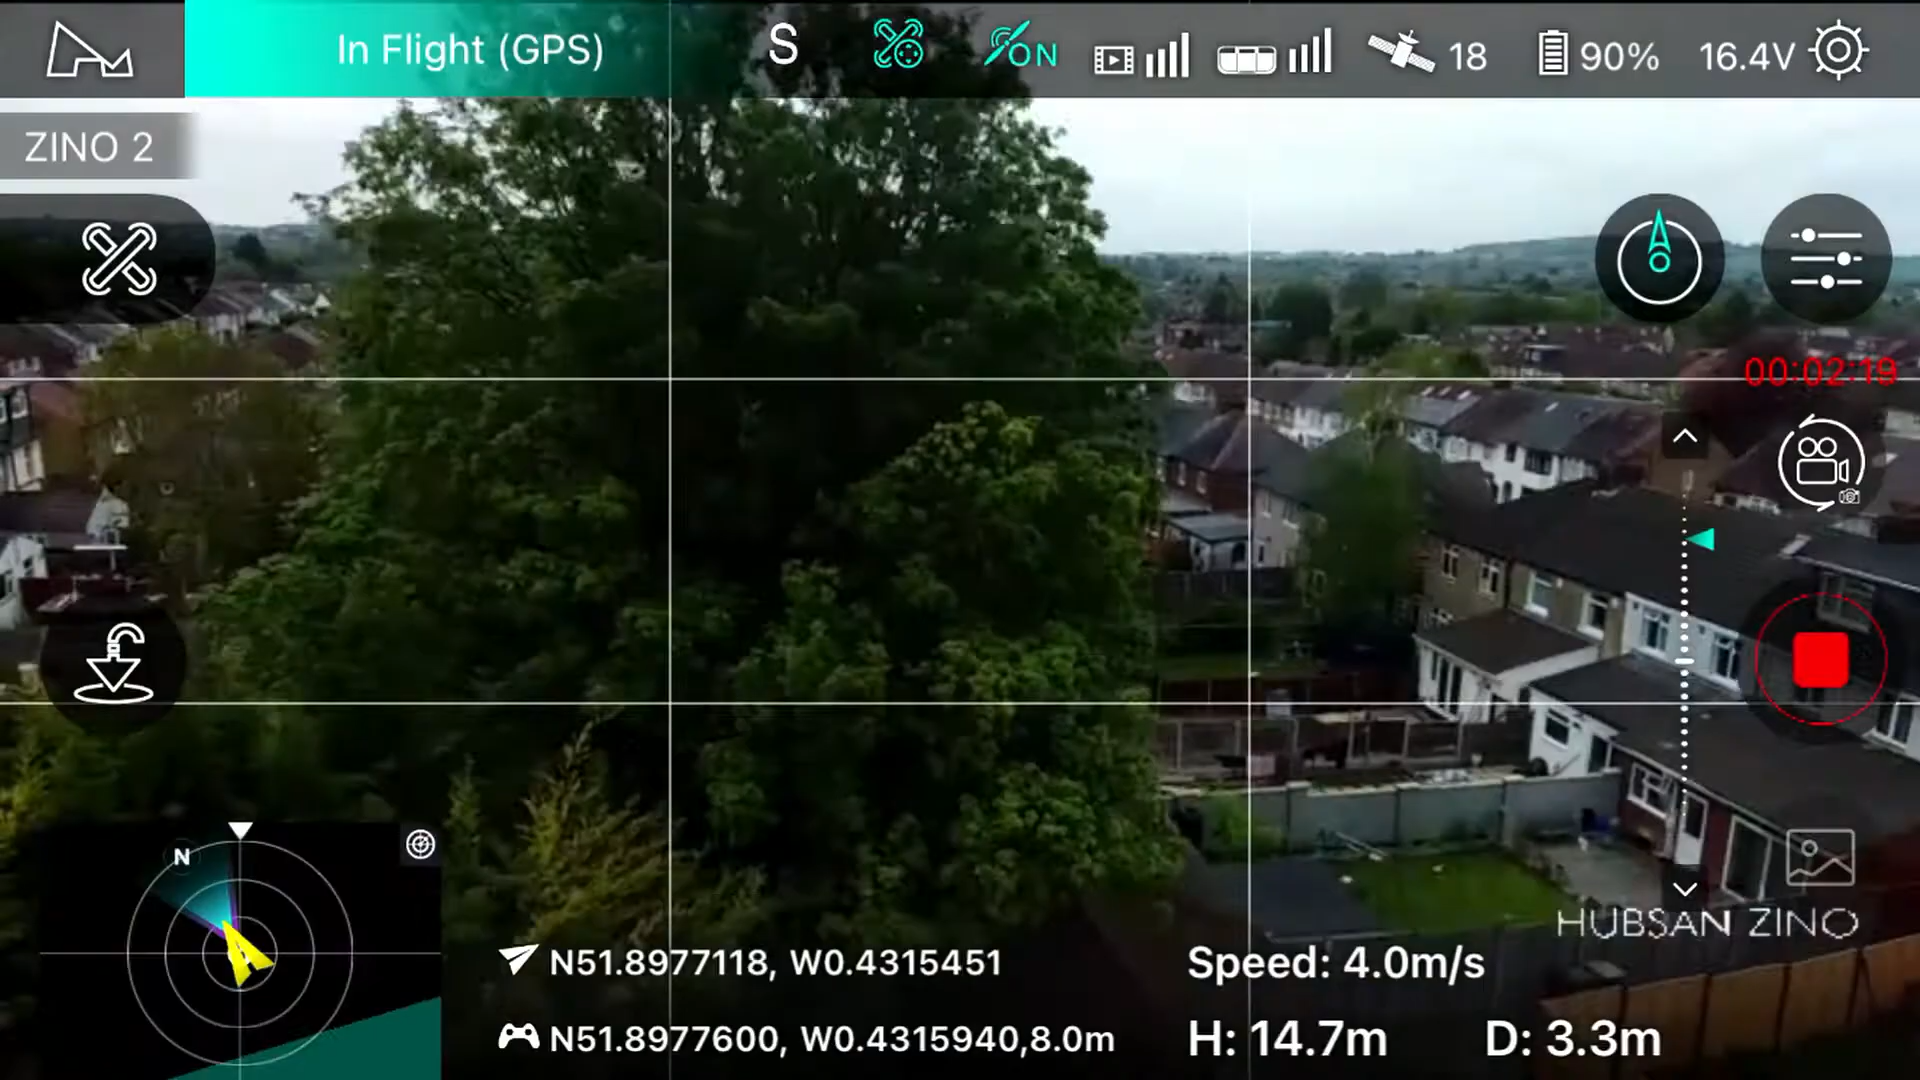 In Flight (GPS)
S
ON
18
90%
16.4V
ZINO 2
00:02:19
N
HUBSAN ZINO
N51.8977118, W0.4315451
Speed: 4.0m/s
N51.8977600, W0.4315940,8.0m
H: 14.7m
D: 3.3m